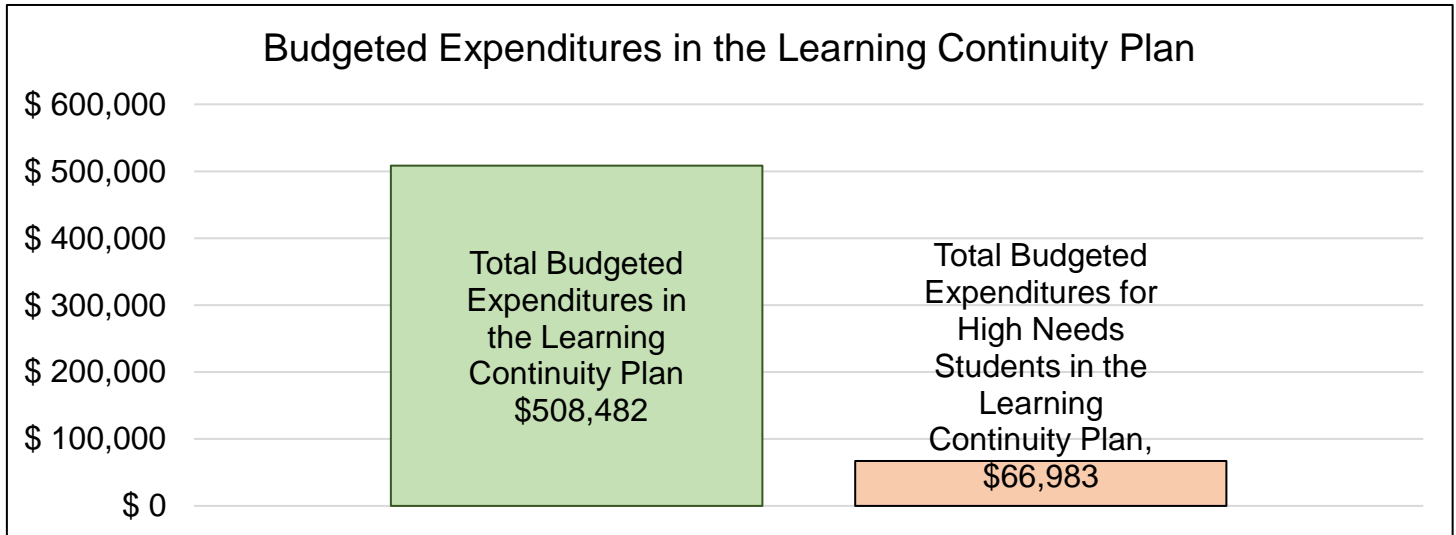 Budgeted Expenditures in the Learning Continuity Plan
$ 600,000
$ 500,000
$ 400,000
$ 300,000
$ 200,000
$ 100,000
$ 0
Total Budgeted
Expenditures in
the Learning
Continuity Plan
$508,482
Total Budgeted
Expenditures for
High Needs
Students in the
Learning
Continuity Plan,
$66,983